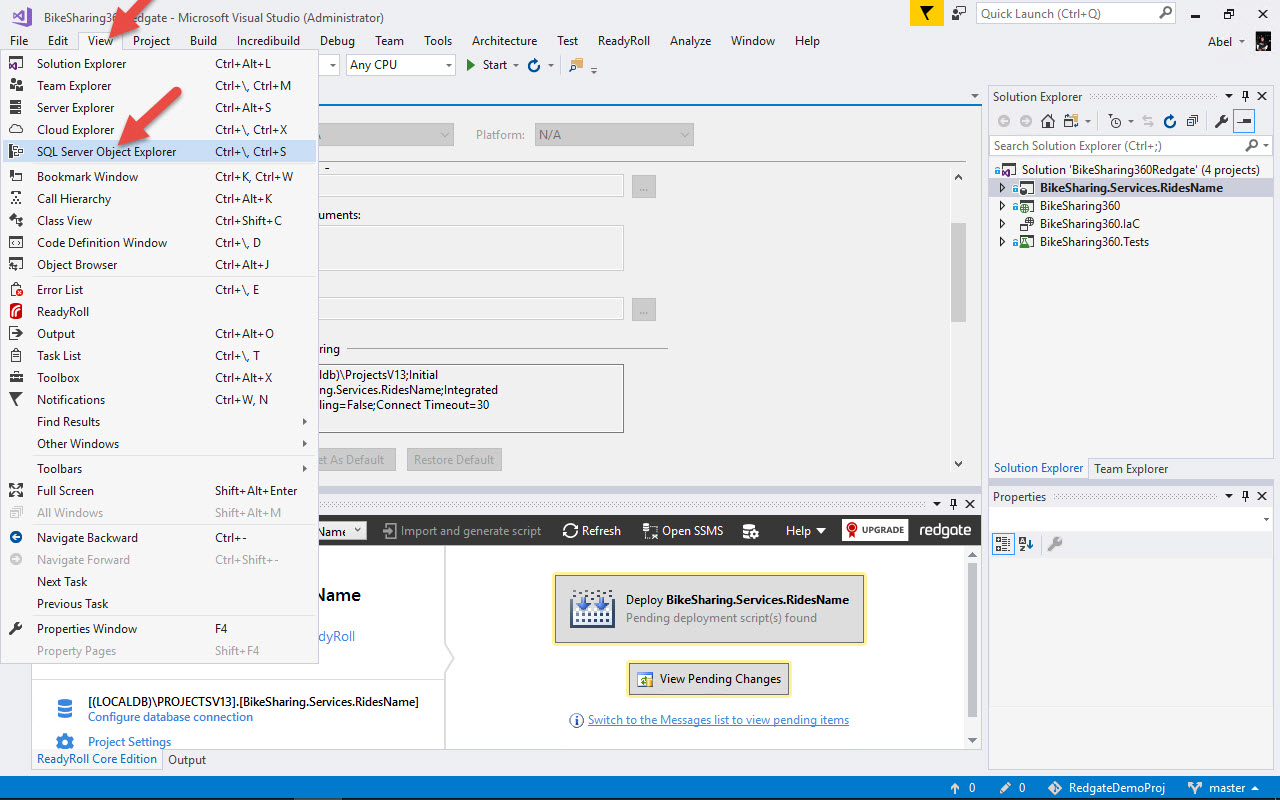 BikeSharing360Redgate - Microsoft Visual Studio (Administrator)
Quick Launch (Ctrl+Q)
File Edit View Project Build Incredibuild Debug Team Tools Architecture Test ReadyRoll Analyze Window Help
Abel
Any CPU Start
Solution Explorer Ctrl+Alt+L
Team Explorer Ctrl+\, Ctrl+M
Server Explorer Ctrl+Alt+S
Cloud Explorer Ctrl+\, Ctrl+X
SQL Server Object Explorer Ctrl+\, Ctrl+S
Bookmark Window Ctrl+K, Ctrl+W
Call Hierarchy Ctrl+Alt+K
Class View Ctrl+Shift+C
Code Definition Window Ctrl+\, D
Object Browser Ctrl+Alt+J
Error List Ctrl+\, E
ReadyRoll
Output Ctrl+Alt+O
Task List Ctrl+\, T
Toolbox Ctrl+Alt+X
Notifications Ctrl+W, N
Find Results
Other Windows
Toolbars
Full Screen Shift+Alt+Enter
All Windows Shift+Alt+M
Navigate Backward Ctrl+-
Navigate Forward Ctrl+Shift+-
Next Task
Previous Task
Properties Window F4
Property Pages Shift+F4
Platform: N/A
...
uments:
...
ring
ldb)\ProjectsV13;Initial
ng.Services.RidesName;Integrated
ling=False;Connect Timeout=30
et As Default Restore Default
Name Import and generate script Refresh Open SSMS Help UPGRADE redgate
Name
dyRoll
Deploy BikeSharing.Services.RidesName
Pending deployment script(s) found
View Pending Changes
Switch to the Messages list to view pending items
[(LOCALDB)\PROJECTSV13].[BikeSharing.Services.RidesName]
Configure database connection
Project Settings
ReadyRoll Core Edition Output
Solution Explorer
Search Solution Explorer (Ctrl+;)
Solution 'BikeSharing360Redgate' (4 projects)
BikeSharing.Services.RidesName
BikeSharing360
BikeSharing360.IaC
BikeSharing360.Tests
Solution Explorer Team Explorer
Properties
0 0 RedgateDemoProj master